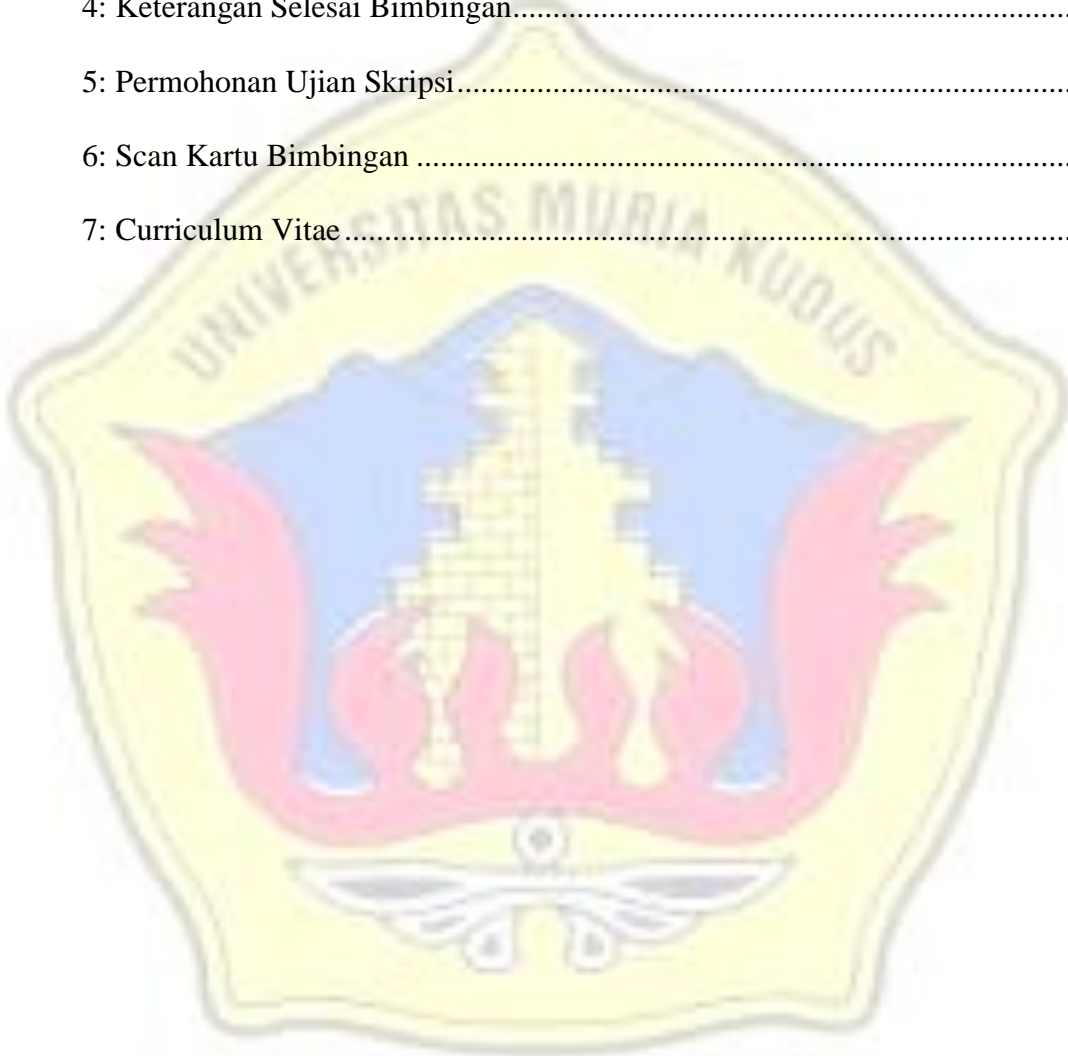 4: Keterangan Selesai Bimbingan......................................................................
5: Permohonan Ujian Skripsi.............................................................................
6: Scan Kartu Bimbingan ..................................................................................
7: Curriculum Vitae...........................................................................................
UNIVERSITAS MURIA KUDUS